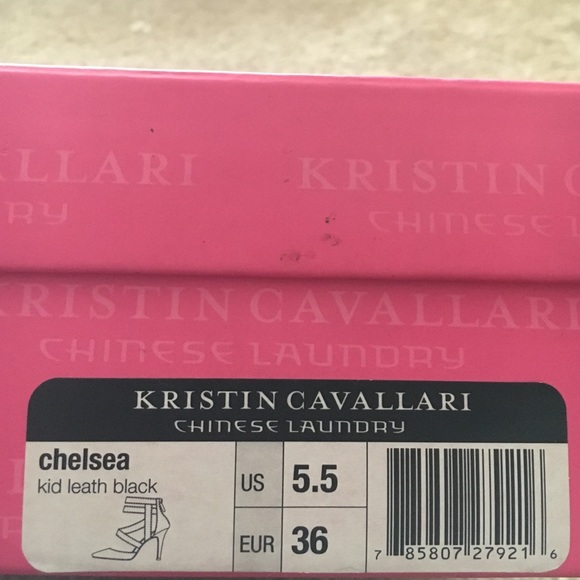 LLARI KRISTIN
RY CHINESE
KRISTIN CAVALLARI
CHINESE LAUNDRY
KRISTIN CAVALLARI
CHINESE LAUNDRY
chelsea
kid leath black
US 5.5
EUR 36
7 85807 27921 6